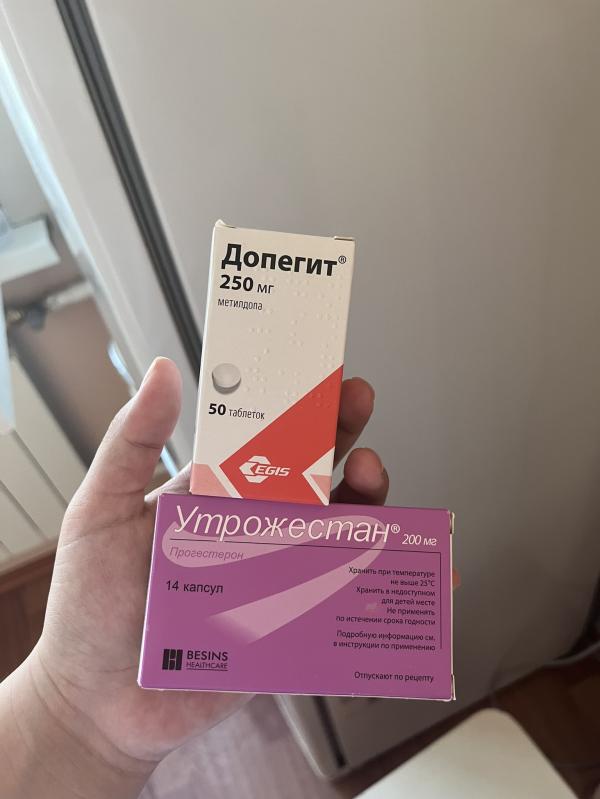 Допегит®
250 мг
метилдопа
50 таблеток
EGIS
Утрожестан® 200 мг
Прогестерон
14 капсул
Хранить при температуре
не выше 25°С
Хранить в недоступном
для детей месте
Не применять
по истечении срока годности
Подробную информацию см.
в инструкции по применению
BESINS
HEALTHCARE
Отпускают по рецепту